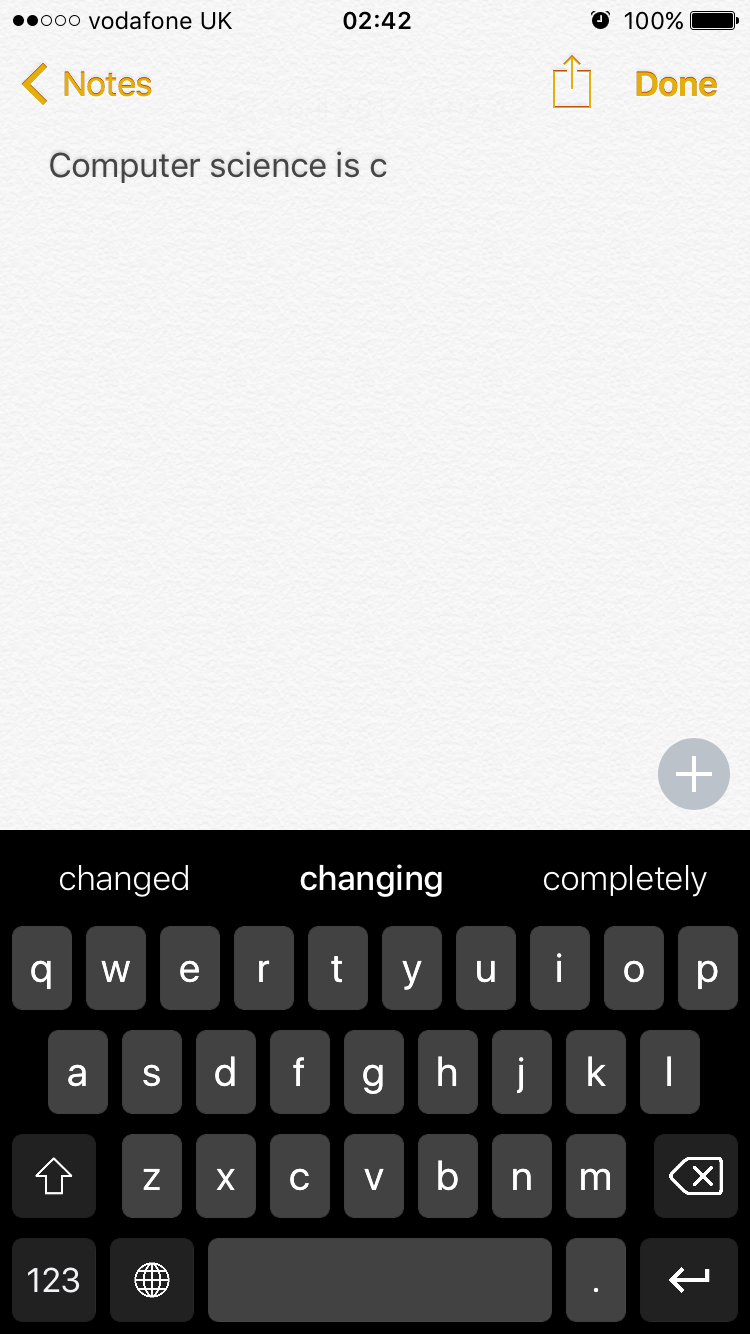 vodafone UK 02:42 100%
Notes Done
Computer science is c
changed changing completely
q w e r t y u i o p
a s d f g h j k l
z x c v b n m
123 .